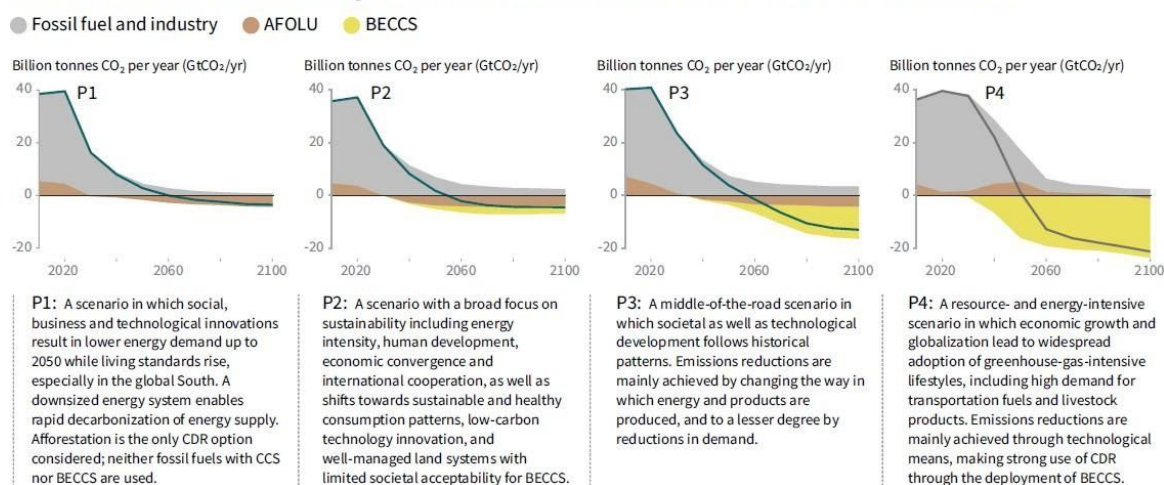 Fossil fuel and industry AFOLU BECCS
Billion tonnes CO₂ per year (GtCO₂/yr) Billion tonnes CO₂ per year (GtCO₂/yr) Billion tonnes CO₂ per year (GtCO₂/yr) Billion tonnes CO₂ per year (GtCO₂/yr)
40 P1
20
0
-20
2020 2060 2100
40 P2
20
0
-20
2020 2060 2100
40 P3
20
0
-20
2020 2060 2100
40 P4
20
0
-20
2020 2060 2100
P1: A scenario in which social,
business and technological innovations
result in lower energy demand up to
2050 while living standards rise,
especially in the global South. A
downsized energy system enables
rapid decarbonization of energy supply.
Afforestation is the only CDR option
considered; neither fossil fuels with CCS
nor BECCS are used.
P2: A scenario with a broad focus on
sustainability including energy
intensity, human development,
economic convergence and
international cooperation, as well as
shifts towards sustainable and healthy
consumption patterns, low-carbon
technology innovation, and
well-managed land systems with
limited societal acceptability for BECCS.
P3: A middle-of-the-road scenario in
which societal as well as technological
development follows historical
patterns. Emissions reductions are
mainly achieved by changing the way in
which energy and products are
produced, and to a lesser degree by
reductions in demand.
P4: A resource- and energy-intensive
scenario in which economic growth and
globalization lead to widespread
adoption of greenhouse-gas-intensive
lifestyles, including high demand for
transportation fuels and livestock
products. Emissions reductions are
mainly achieved through technological
means, making strong use of CDR
through the deployment of BECCS.